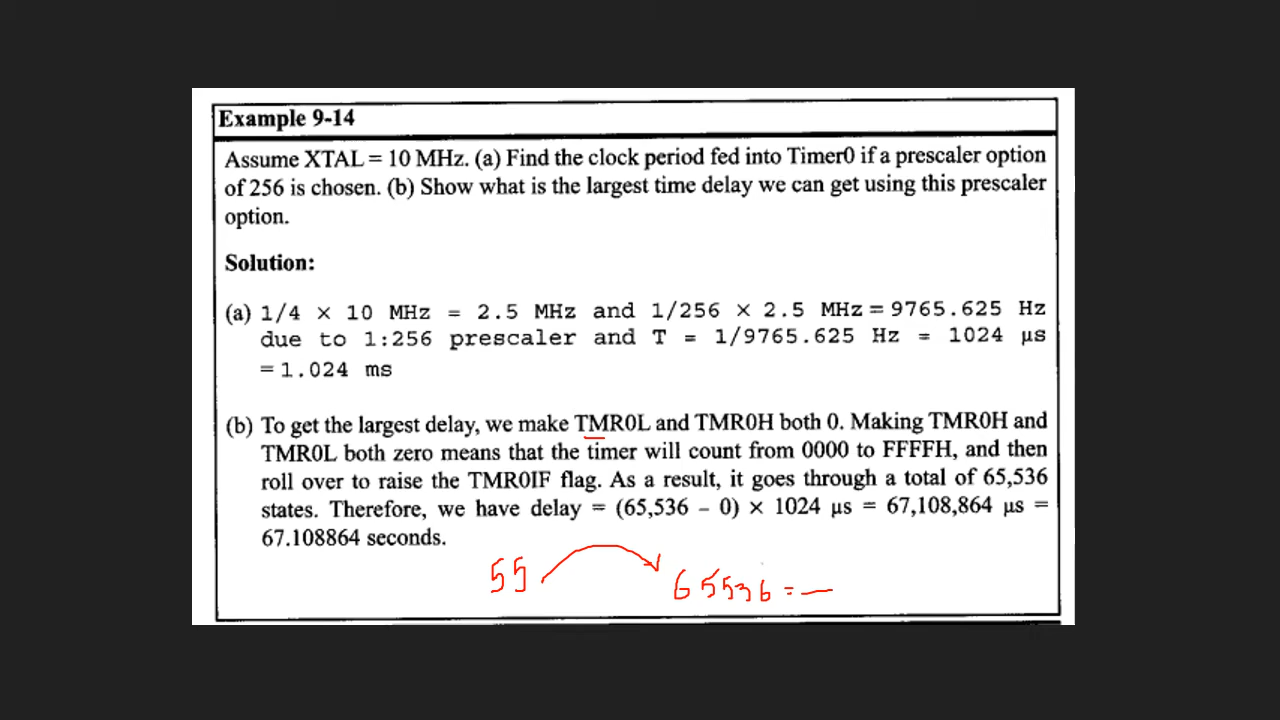 Example 9-14
Assume XTAL = 10 MHz. (a) Find the clock period fed into Timer0 if a prescaler option
of 256 is chosen. (b) Show what is the largest time delay we can get using this prescaler
option.
Solution:
(a) 1/4 × 10 MHz = 2.5 MHz and 1/256 × 2.5 MHz = 9765.625 Hz
due to 1:256 prescaler and T = 1/9765.625 Hz = 1024 µs
= 1.024 ms
(b) To get the largest delay, we make TMR0L and TMR0H both 0. Making TMR0H and
TMR0L both zero means that the timer will count from 0000 to FFFFH, and then
roll over to raise the TMR0IF flag. As a result, it goes through a total of 65,536
states. Therefore, we have delay = (65,536 – 0) × 1024 µs = 67,108,864 µs =
67.108864 seconds.
55 65536 = —